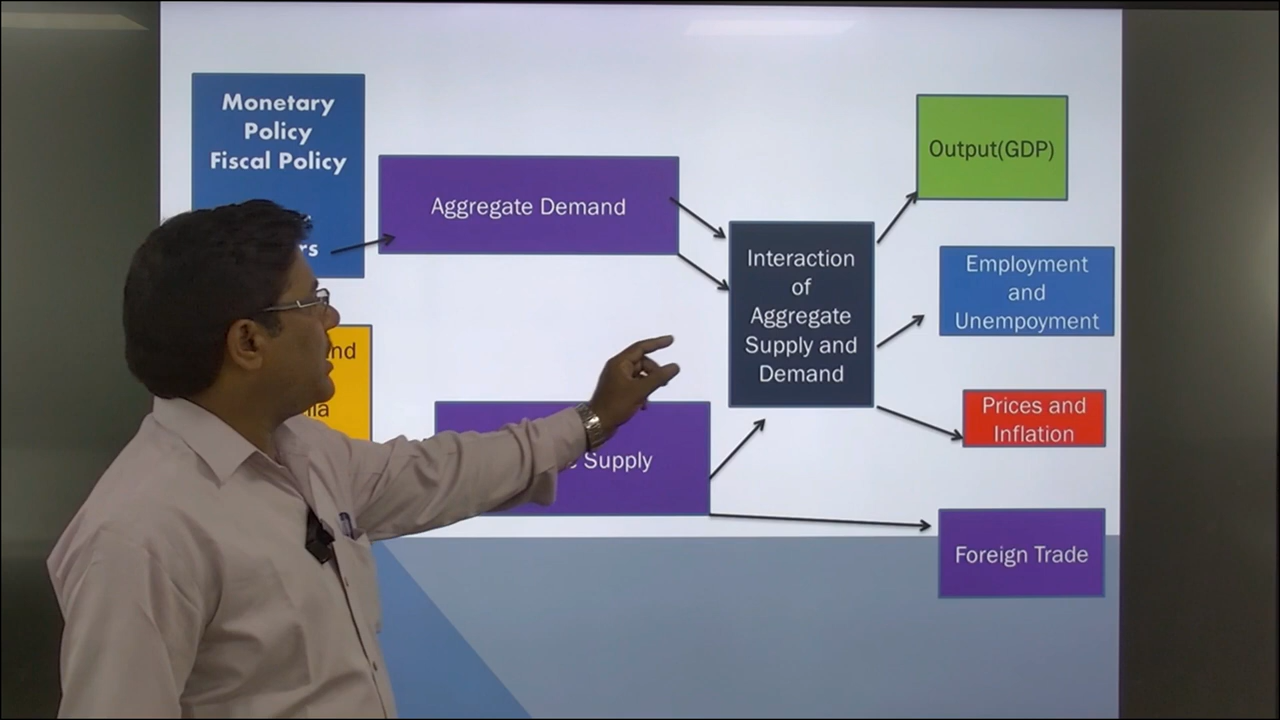 Monetary
Policy
Fiscal Policy
Aggregate Demand
Supply
Interaction
of
Aggregate
Supply and
Demand
Output(GDP)
Employment
and
Unempoyment
Prices and
Inflation
Foreign Trade